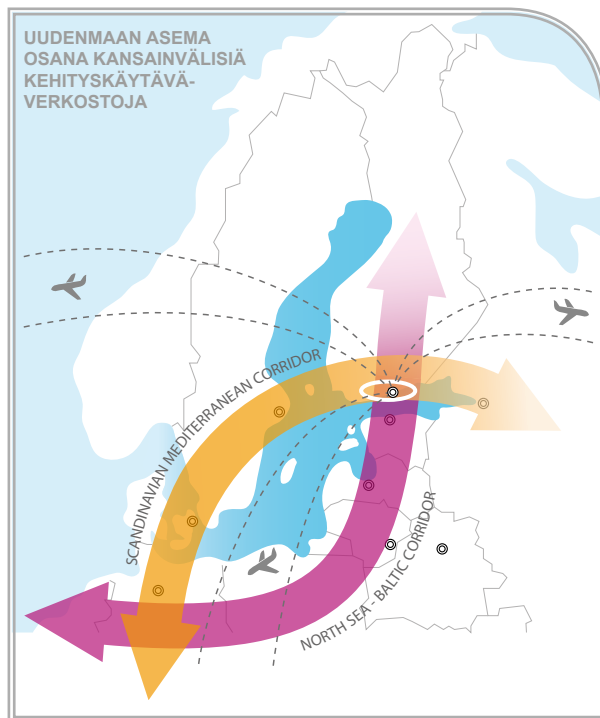 UUDENMAAN ASEMA
OSANA KANSAINVÄLISIÄ
KEHITYSKÄYTÄVÄ-
VERKOSTOJA
SCANDINAVIAN MEDITERRANEAN CORRIDOR
NORTH SEA - BALTIC CORRIDOR